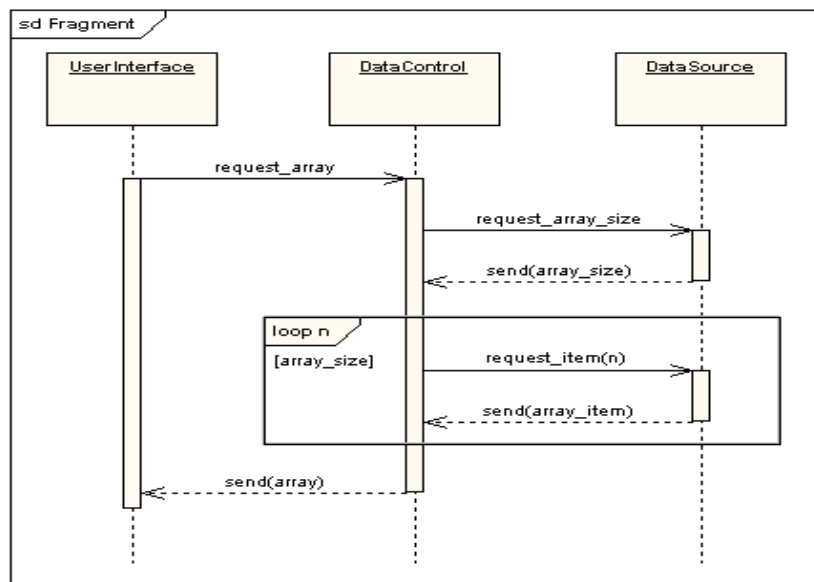 sd Fragment
UserInterface
DataControl
DataSource
request_array
request_array_size
send(array_size)
loop n
[array_size]
request_item(n)
send(array_item)
send(array)